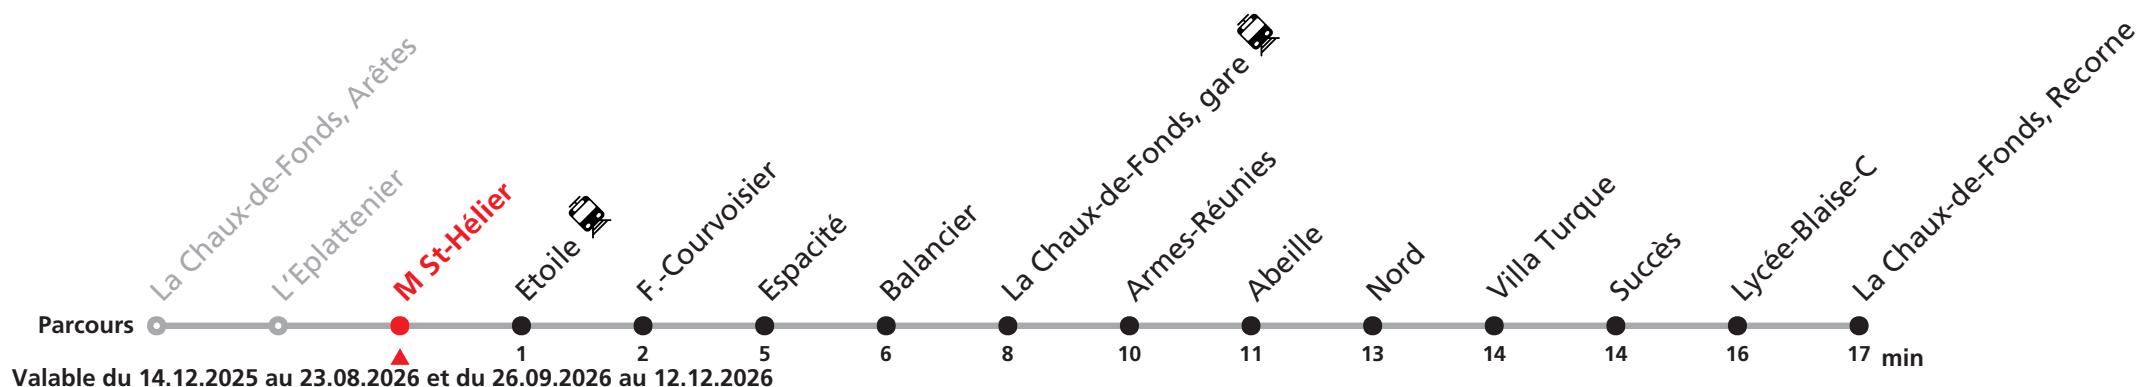 La Chaux-de-Fonds, Arêtes
L'Eplattenier
M St-Hélier
Etoile
F.-Courvoisier
Espacité
Balancier
La Chaux-de-Fonds, gare
Armes-Réunies
Abeille
Nord
Villa Turque
Succès
Lycée-Blaise-C
La Chaux-de-Fonds, Recorne
Parcours
1 2 5 6 8 10 11 13 14 14 16 17 min
Valable du 14.12.2025 au 23.08.2026 et du 26.09.2026 au 12.12.2026